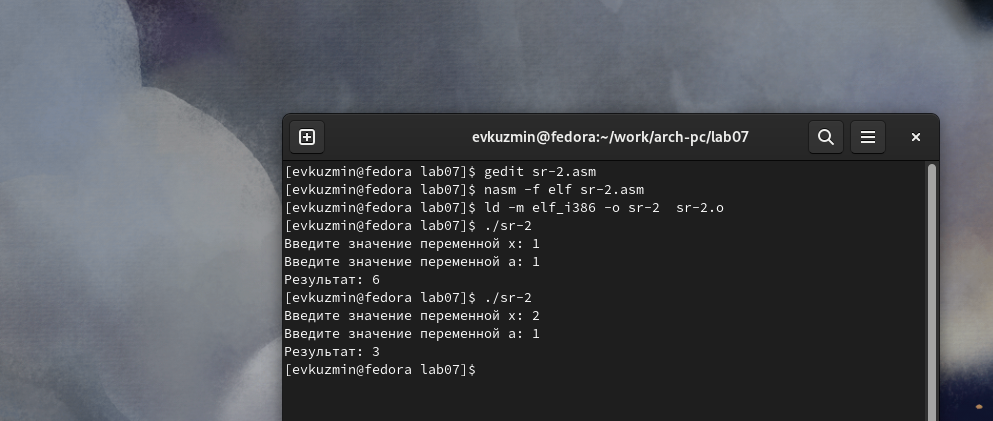 evkuzmin@fedora:~/work/arch-pc/lab07
[evkuzmin@fedora lab07]$ gedit sr-2.asm
[evkuzmin@fedora lab07]$ nasm -f elf sr-2.asm
[evkuzmin@fedora lab07]$ ld -m elf_i386 -o sr-2  sr-2.o
[evkuzmin@fedora lab07]$ ./sr-2
Введите значение переменной x: 1
Введите значение переменной a: 1
Результат: 6
[evkuzmin@fedora lab07]$ ./sr-2
Введите значение переменной x: 2
Введите значение переменной a: 1
Результат: 3
[evkuzmin@fedora lab07]$